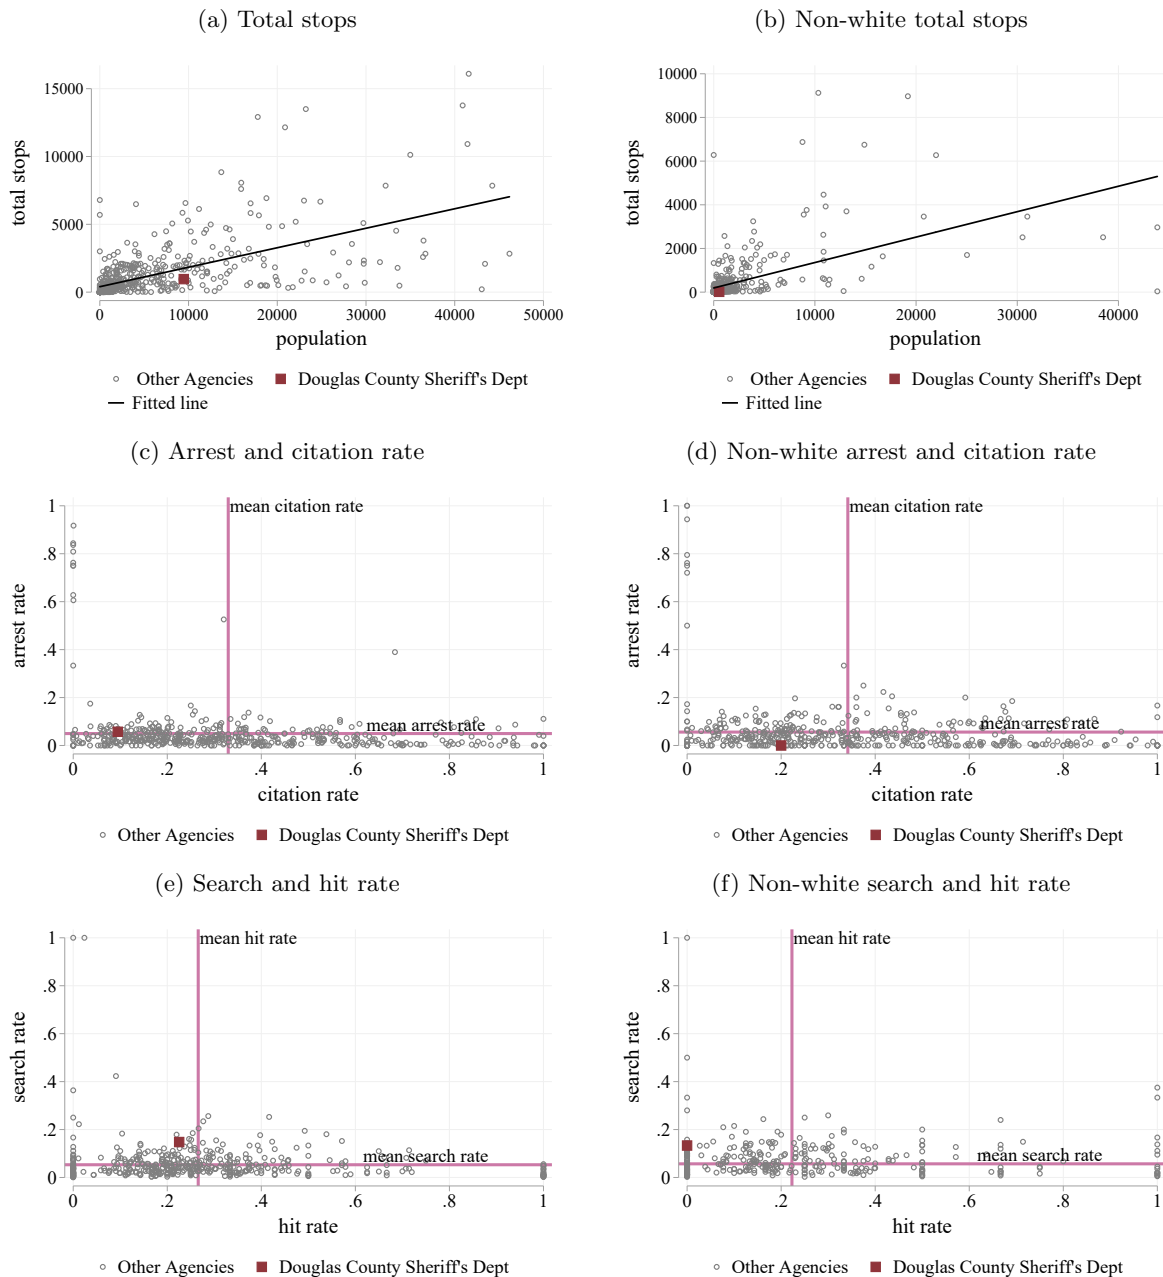 (a) Total stops
(b) Non-white total stops
15000
10000
5000
0
total stops
0 10000 20000 30000 40000 50000
population
Other Agencies Douglas County Sheriff's Dept
Fitted line
10000
8000
6000
4000
2000
0
total stops
0 10000 20000 30000 40000
population
Other Agencies Douglas County Sheriff's Dept
Fitted line
(c) Arrest and citation rate
(d) Non-white arrest and citation rate
mean citation rate
1
.8
.6
.4
.2
0
arrest rate
mean arrest rate
0 .2 .4 .6 .8 1
citation rate
Other Agencies Douglas County Sheriff's Dept
mean citation rate
1
.8
.6
.4
.2
0
arrest rate
mean arrest rate
0 .2 .4 .6 .8 1
citation rate
Other Agencies Douglas County Sheriff's Dept
(e) Search and hit rate
(f) Non-white search and hit rate
mean hit rate
1
.8
.6
.4
.2
0
search rate
mean search rate
0 .2 .4 .6 .8 1
hit rate
Other Agencies Douglas County Sheriff's Dept
mean hit rate
1
.8
.6
.4
.2
0
search rate
mean search rate
0 .2 .4 .6 .8 1
hit rate
Other Agencies Douglas County Sheriff's Dept